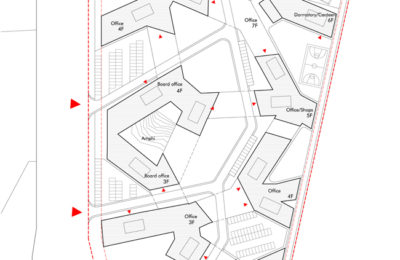 Office
4F
Office
7F
Dormatory/Canteen
6F
Board office
4F
Office/Shops
5F
Amphi
Board office
3F
Office
4F
Office
3F